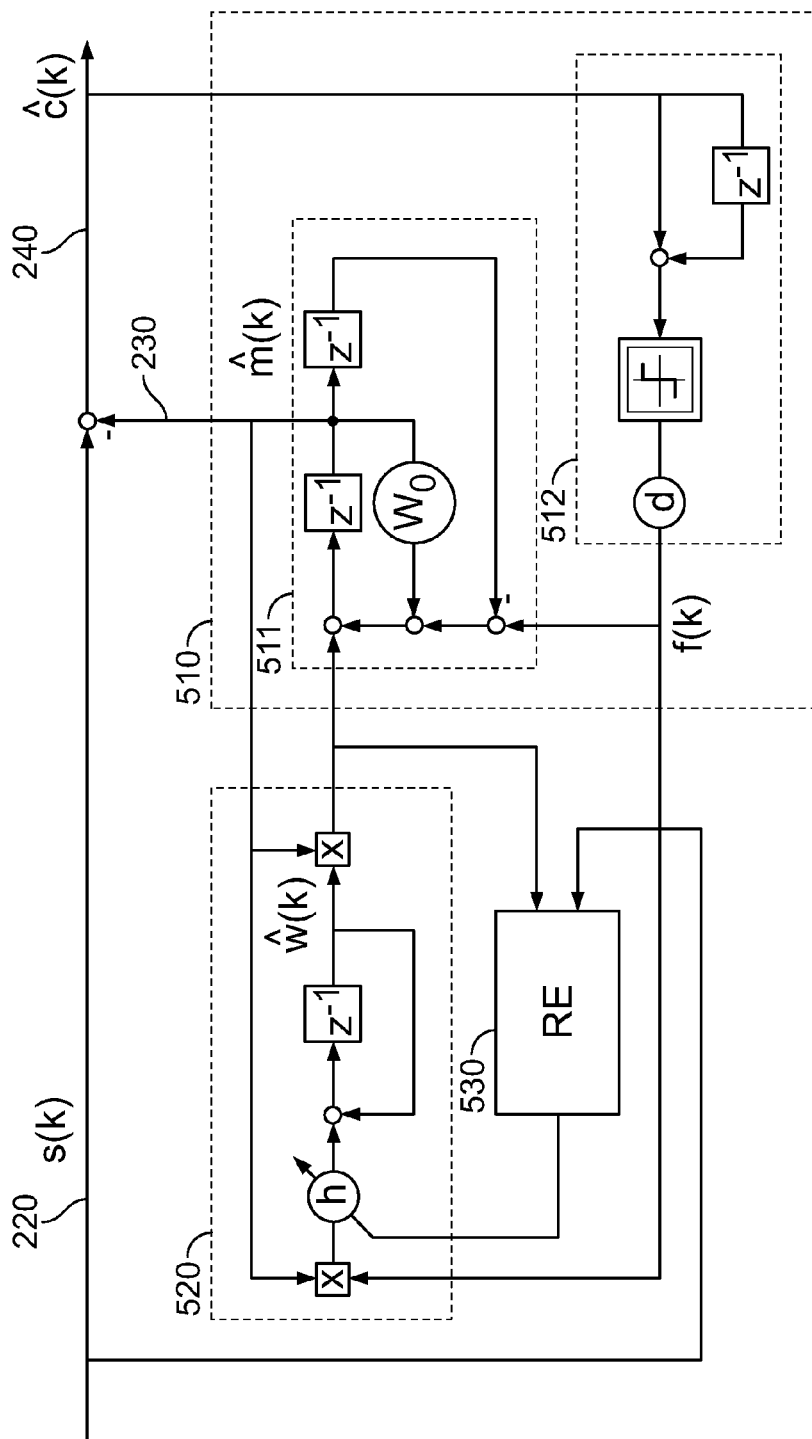 220
s(k)
240
ĉ(k)
230
-
510
m̂(k)
511
z⁻¹
z⁻¹
W₀
-
520
ŵ(k)
X
h
z⁻¹
X
530
RE
f(k)
512
d
z⁻¹